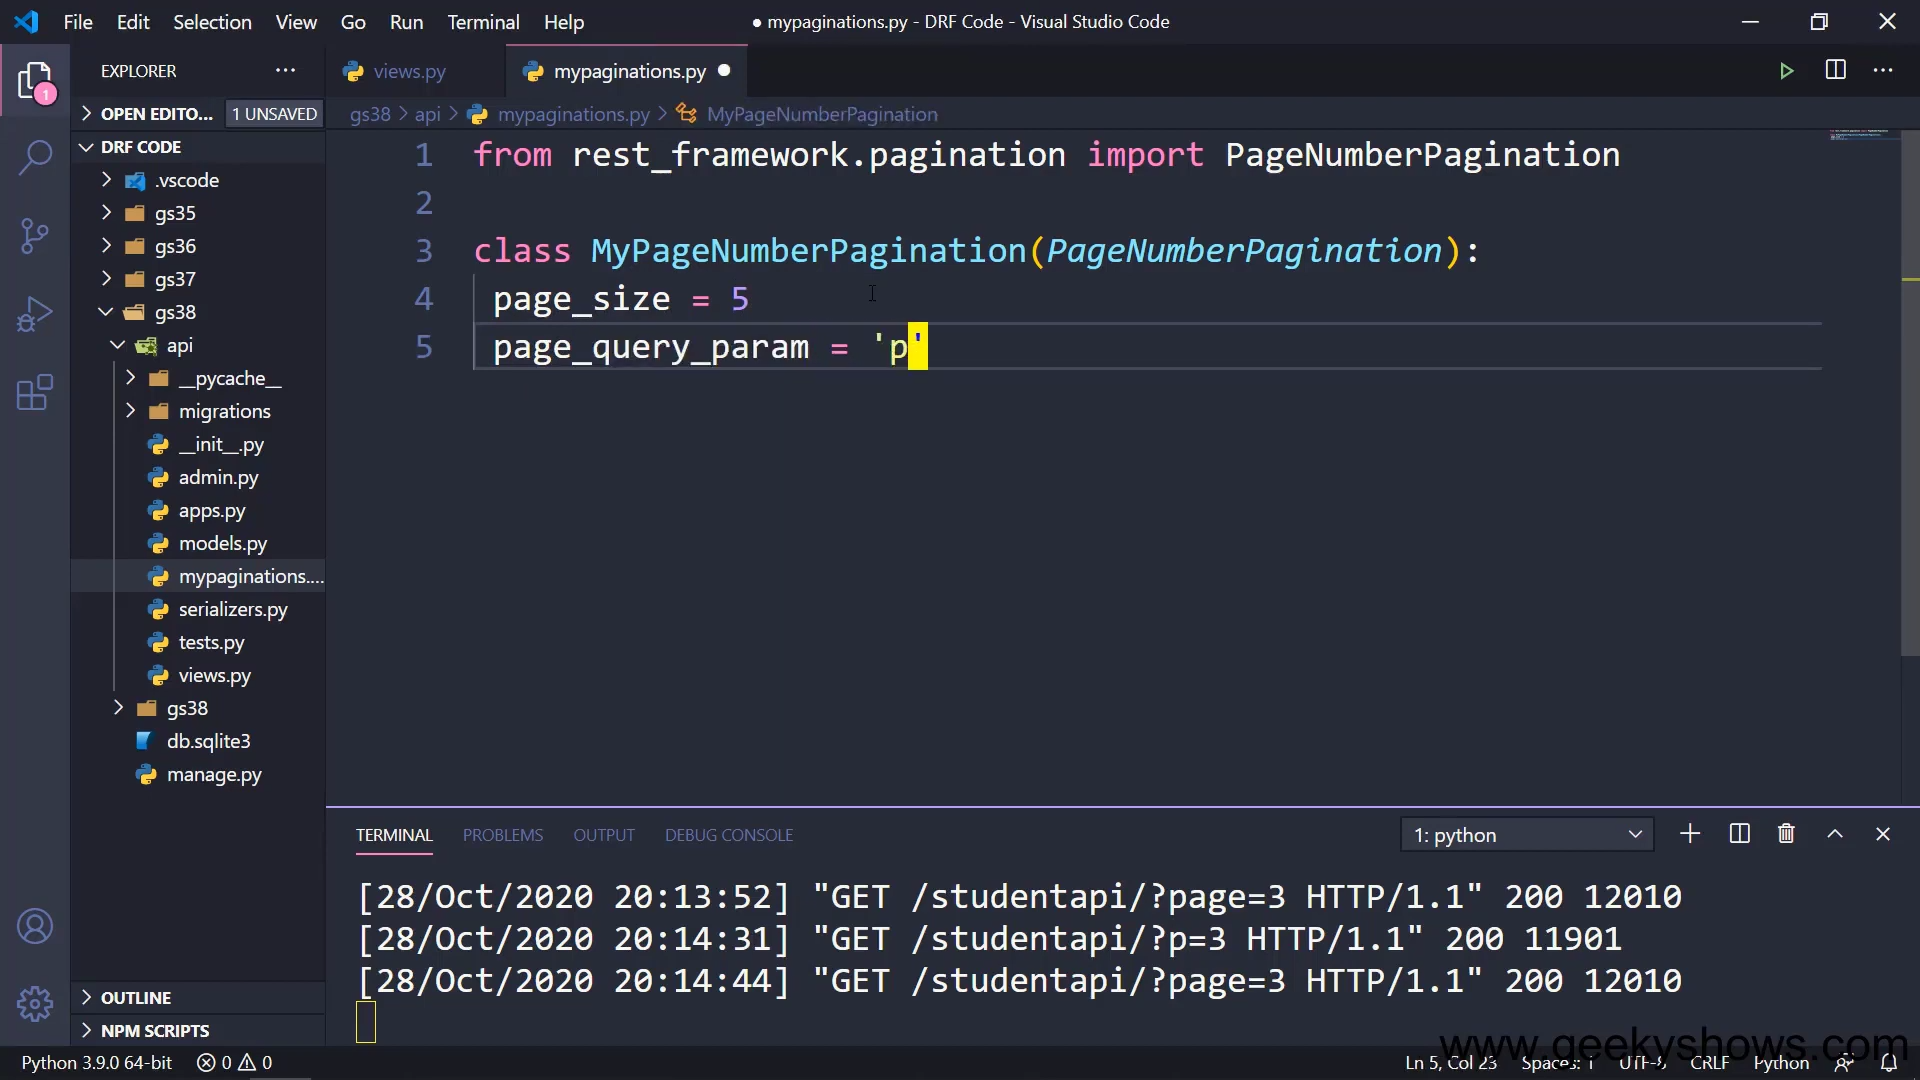 File Edit Selection View Go Run Terminal Help
● mypaginations.py - DRF Code - Visual Studio Code
EXPLORER
views.py
mypaginations.py
1
OPEN EDITO... 1 UNSAVED
gs38 > api > mypaginations.py > MyPageNumberPagination
DRF CODE
.vscode
gs35
gs36
gs37
gs38
api
__pycache__
migrations
__init__.py
admin.py
apps.py
models.py
mypaginations....
serializers.py
tests.py
views.py
gs38
db.sqlite3
manage.py
OUTLINE
NPM SCRIPTS
1 from rest_framework.pagination import PageNumberPagination
2
3 class MyPageNumberPagination(PageNumberPagination):
4 page_size = 5
5 page_query_param = 'p'
TERMINAL PROBLEMS OUTPUT DEBUG CONSOLE
1: python
[28/Oct/2020 20:13:52] "GET /studentapi/?page=3 HTTP/1.1" 200 12010
[28/Oct/2020 20:14:31] "GET /studentapi/?p=3 HTTP/1.1" 200 11901
[28/Oct/2020 20:14:44] "GET /studentapi/?page=3 HTTP/1.1" 200 12010
www.geekyshows.com
Python 3.9.0 64-bit 0 0
Ln 5, Col 23 Spaces: 1 UTF-8 CRLF Python